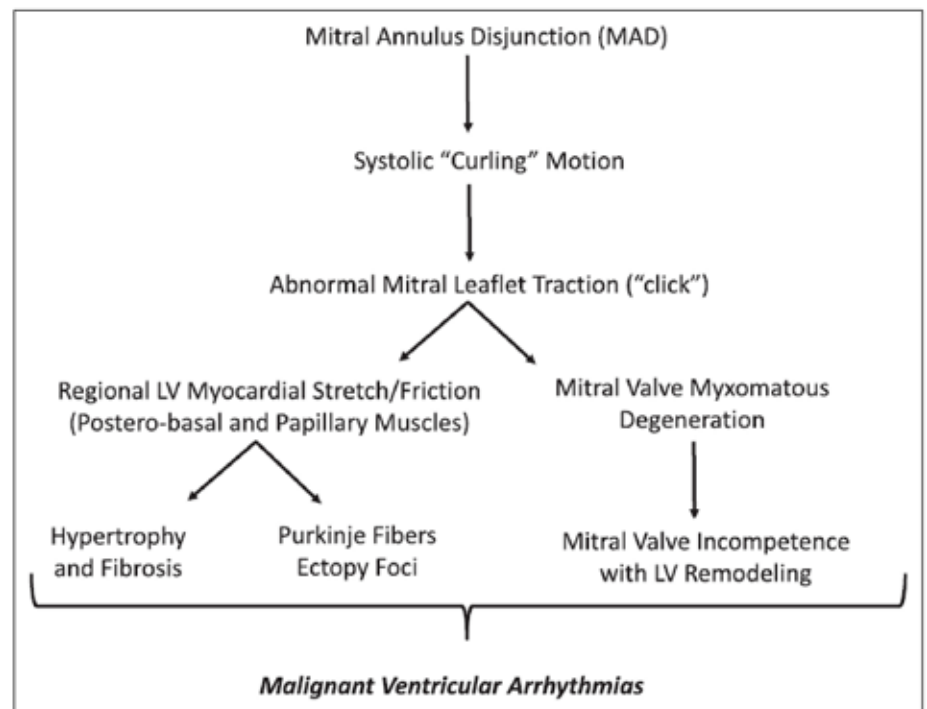 Mitral Annulus Disjunction (MAD)
Systolic “Curling” Motion
Abnormal Mitral Leaflet Traction (“click”)
Regional LV Myocardial Stretch/Friction
(Postero-basal and Papillary Muscles)
Mitral Valve Myxomatous
Degeneration
Hypertrophy
and Fibrosis
Purkinje Fibers
Ectopy Foci
Mitral Valve Incompetence
with LV Remodeling
Malignant Ventricular Arrhythmias